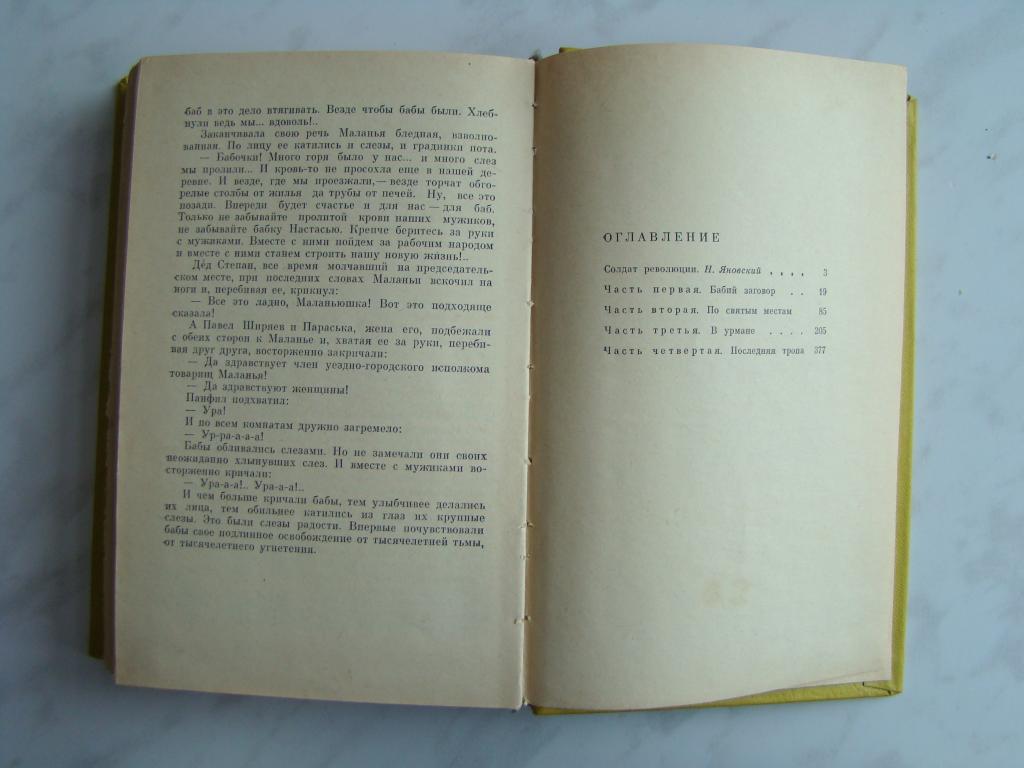 баб в это дело втягивать. Везде чтобы бабы были. Хлеб-
нули ведь мы... вдоволь!..
Заканчивала свою речь Маланья бледная, взволно-
ванная. По лицу ее катились и слезы, и градинки пота.
— Бабочки! Много горя было у нас... и много слез
мы пролили... И кровь-то не просохла еще в нашей де-
ревне. И везде, где мы проезжали,— везде торчат обго-
релые столбы от жилья да трубы от печей. Ну, все это
позади. Впереди будет счастье и для нас — для баб.
Только не забывайте пролитой крови наших мужиков,
не забывайте бабку Настасью. Крепче беритесь за руки
с мужиками. Вместе с ними пойдем за рабочим народом
и вместе с ними станем строить нашу новую жизнь!..
Дед Степан, все время молчавший на председатель-
ском месте, при последних словах Маланьи вскочил на
ноги и, перебивая ее, крикнул:
— Все это ладно, Маланьюшка! Вот это подходяще
сказала!
А Павел Ширяев и Параська, жена его, подбежали
с обеих сторон к Маланье и, хватая ее за руки, переби-
вая друг друга, восторженно закричали:
— Да здравствует член уездно-городского исполкома
товарищ Маланья!
— Да здравствуют женщины!
Панфил подхватил:
— Ура!
И по всем комнатам дружно загремело:
— Ур-ра-а-а-а!
Бабы обливались слезами. Но не замечали они своих
неожиданно хлынувших слез. И вместе с мужиками во-
сторженно кричали:
— Ура-а-а!.. Ура-а-а!..
И чем больше кричали бабы, тем улыбчивее делались
их лица, тем обильнее катились из глаз их крупные
слезы. Это были слезы радости. Впервые почувствовали
бабы свое подлинное освобождение от тысячелетней тьмы,
от тысячелетнего угнетения.
ОГЛАВЛЕНИЕ
Солдат революции. Н. Яновский . . . . 3
Часть первая. Бабий заговор . . 19
Часть вторая. По святым местам 85
Часть третья. В урмане . . . . 205
Часть четвертая. Последняя тропа 377